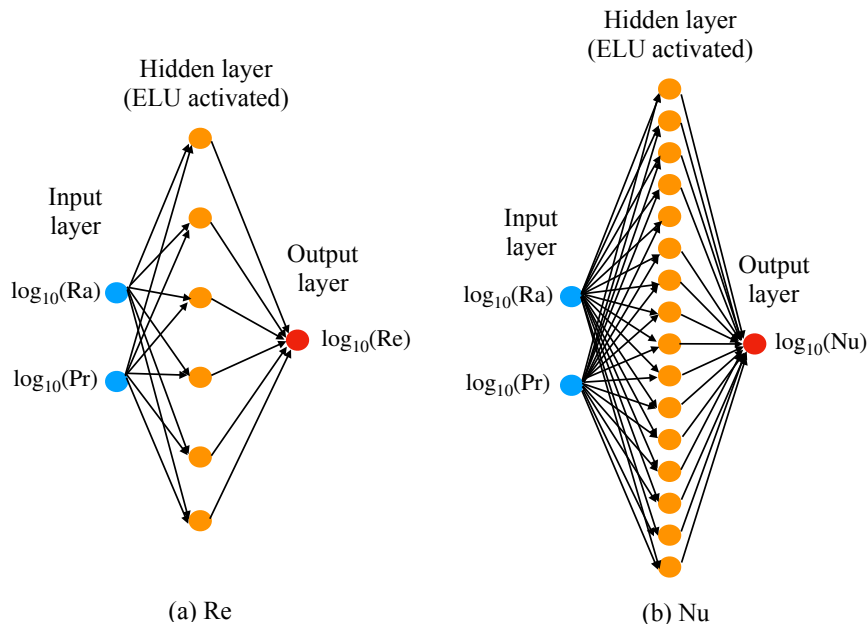 Hidden layer
(ELU activated)
Input
layer
log₁₀(Ra)
log₁₀(Pr)
Output
layer
log₁₀(Re)
(a) Re
Hidden layer
(ELU activated)
Input
layer
log₁₀(Ra)
log₁₀(Pr)
Output
layer
log₁₀(Nu)
(b) Nu